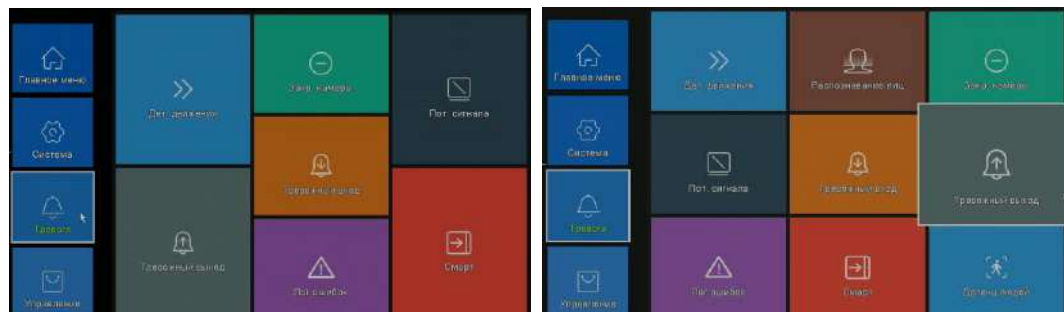 Главное меню
Система
Тревога
Управление
Дет. движения
Закр. камеры
Пот. сигнала
Тревожный вход
Тревожный выход
Лог ошибок
Смарт
Главное меню
Система
Тревога
Управление
Дет. движения
Распознавание лиц
Закр. камеры
Пот. сигнала
Тревожный вход
Тревожный выход
Лог ошибок
Смарт